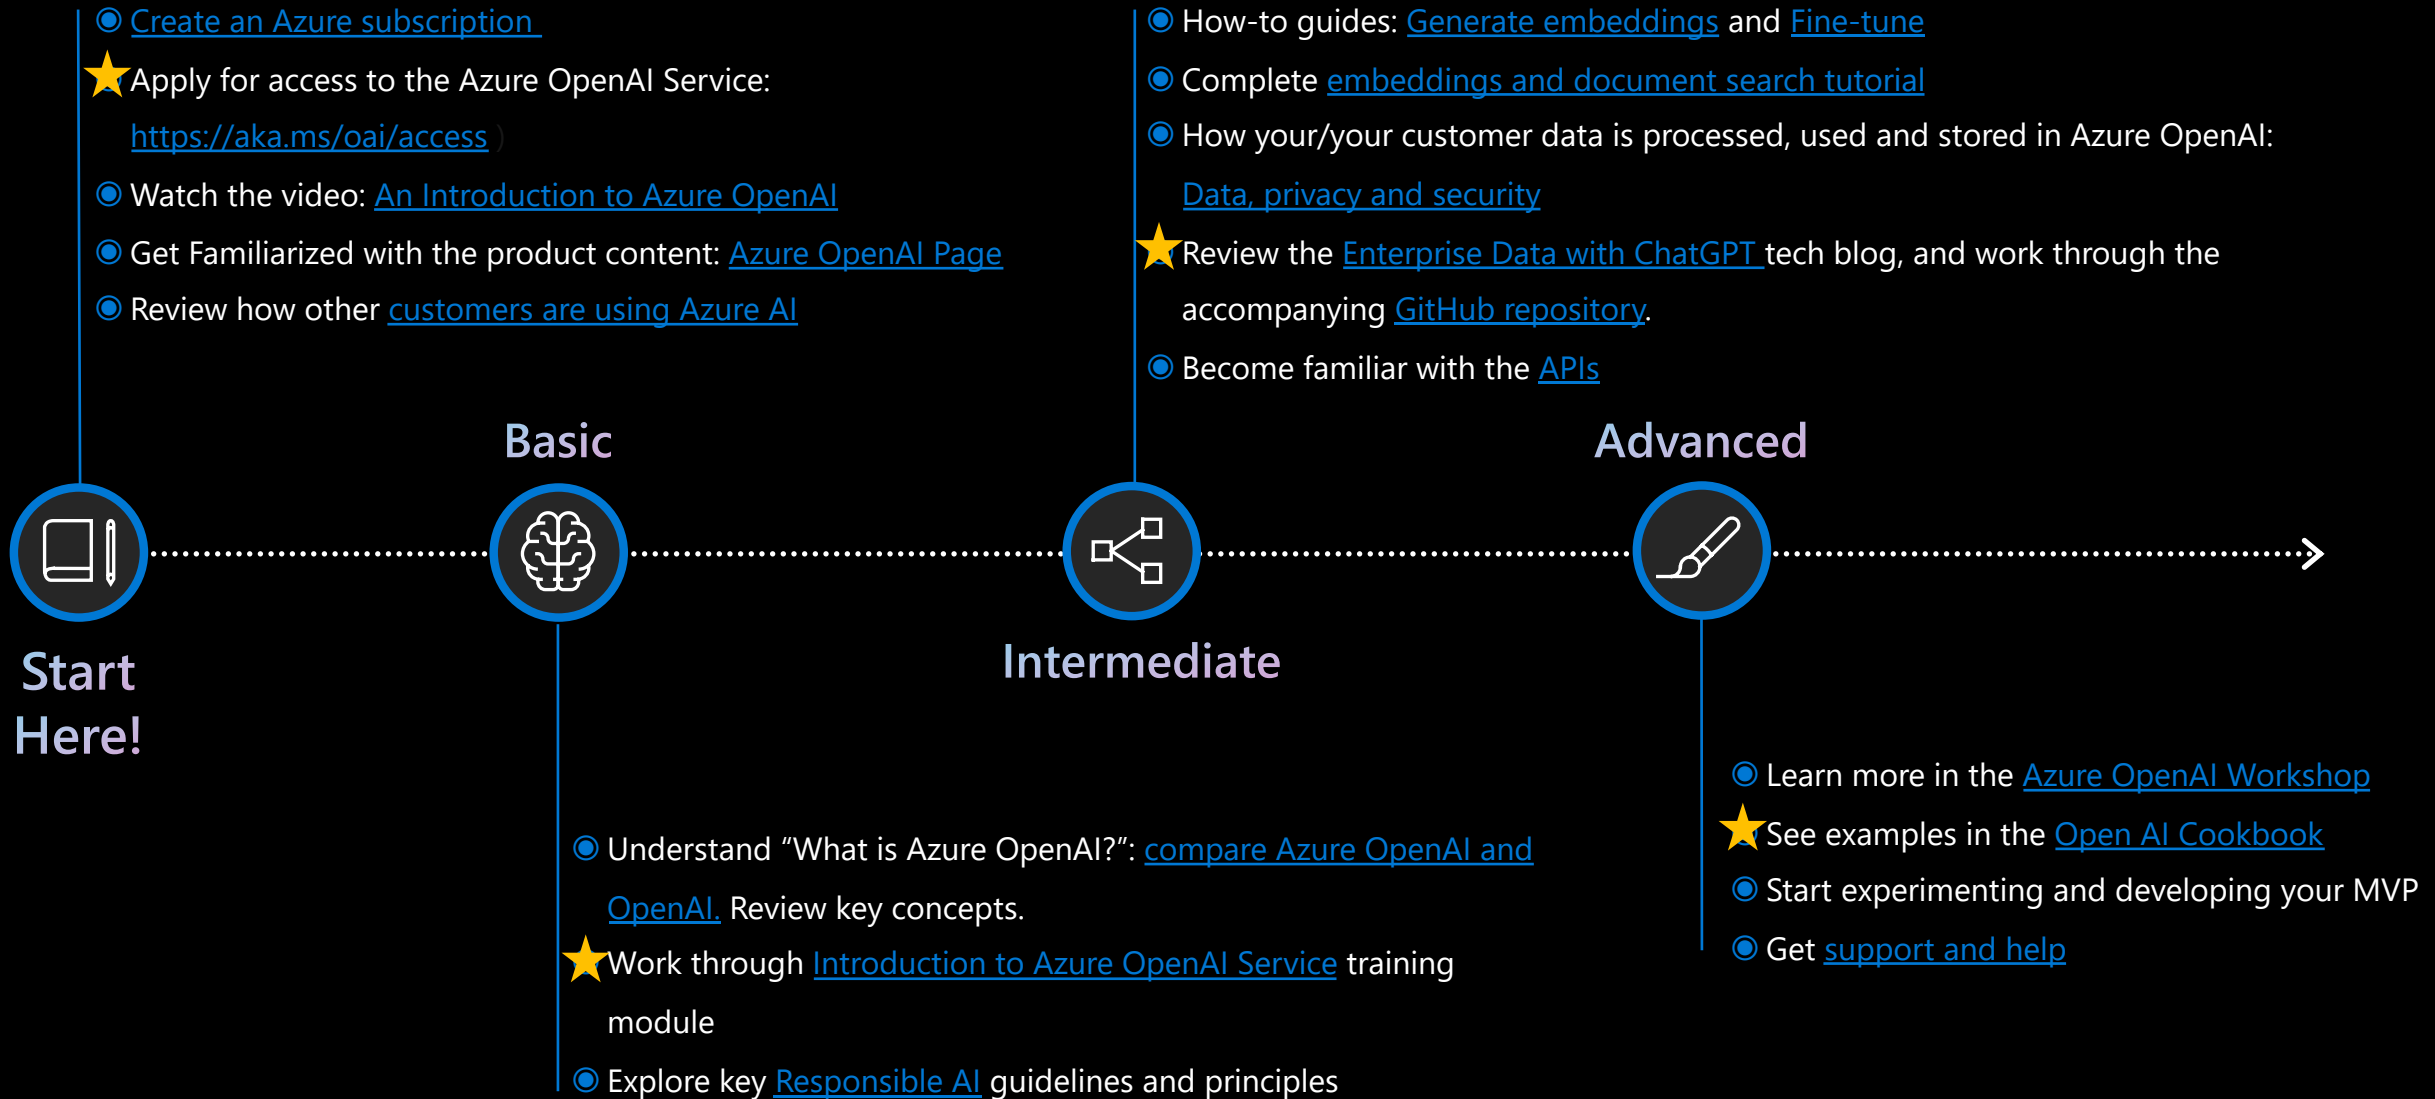 Create an Azure subscription
Apply for access to the Azure OpenAI Service:
https://aka.ms/oai/access )
Watch the video: An Introduction to Azure OpenAI
Get Familiarized with the product content: Azure OpenAI Page
Review how other customers are using Azure AI
Start
Here!
Basic
Understand “What is Azure OpenAI?”: compare Azure OpenAI and
OpenAI. Review key concepts.
Work through Introduction to Azure OpenAI Service training
module
Explore key Responsible AI guidelines and principles
How-to guides: Generate embeddings and Fine-tune
Complete embeddings and document search tutorial
How your/your customer data is processed, used and stored in Azure OpenAI:
Data, privacy and security
Review the Enterprise Data with ChatGPT tech blog, and work through the
accompanying GitHub repository.
Become familiar with the APIs
Intermediate
Advanced
Learn more in the Azure OpenAI Workshop
See examples in the Open AI Cookbook
Start experimenting and developing your MVP
Get support and help